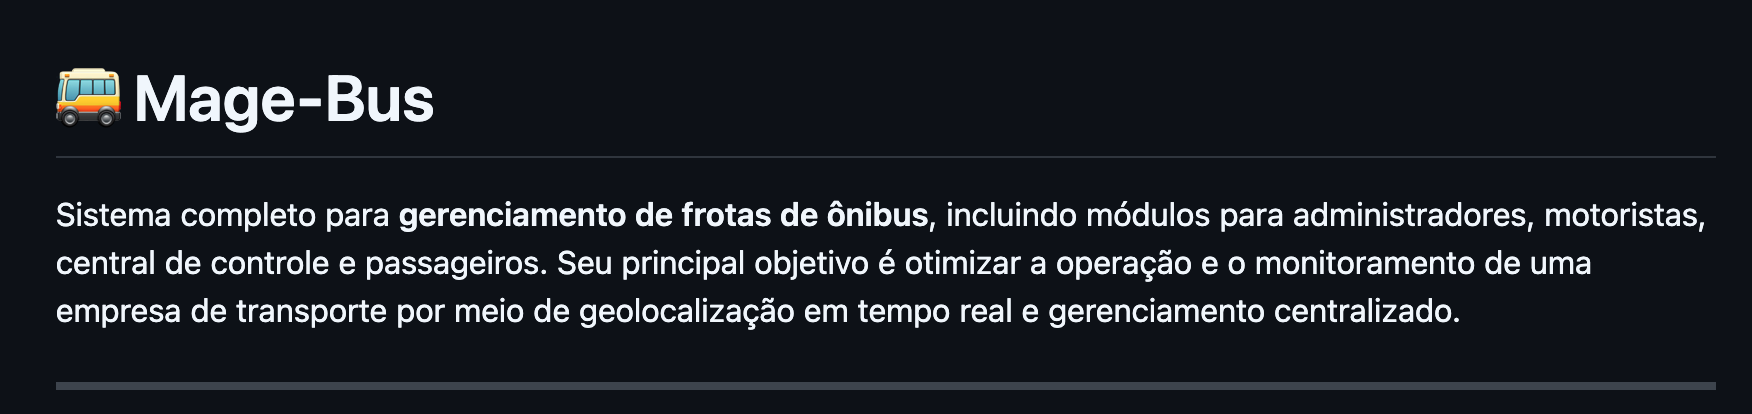 Mage-Bus
Sistema completo para gerenciamento de frotas de ônibus, incluindo módulos para administradores, motoristas,
central de controle e passageiros. Seu principal objetivo é otimizar a operação e o monitoramento de uma
empresa de transporte por meio de geolocalização em tempo real e gerenciamento centralizado.